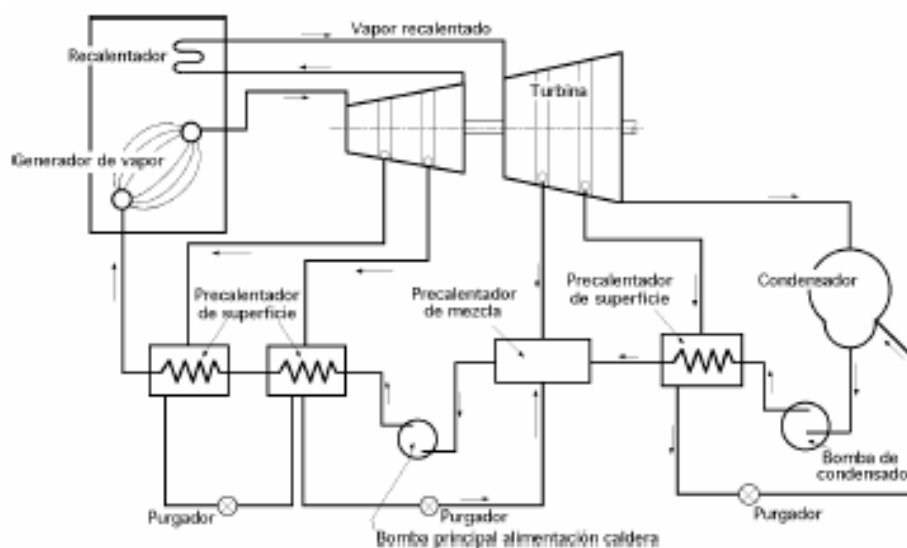 Vapor recalentado
Recalentador
Turbina
Generador de vapor
Precalentador
de superficie
Precalentador
de mezcla
Precalentador
de superficie
Condensador
Bomba de
condensado
Purgador
Purgador
Purgador
Bomba principal alimentación caldera